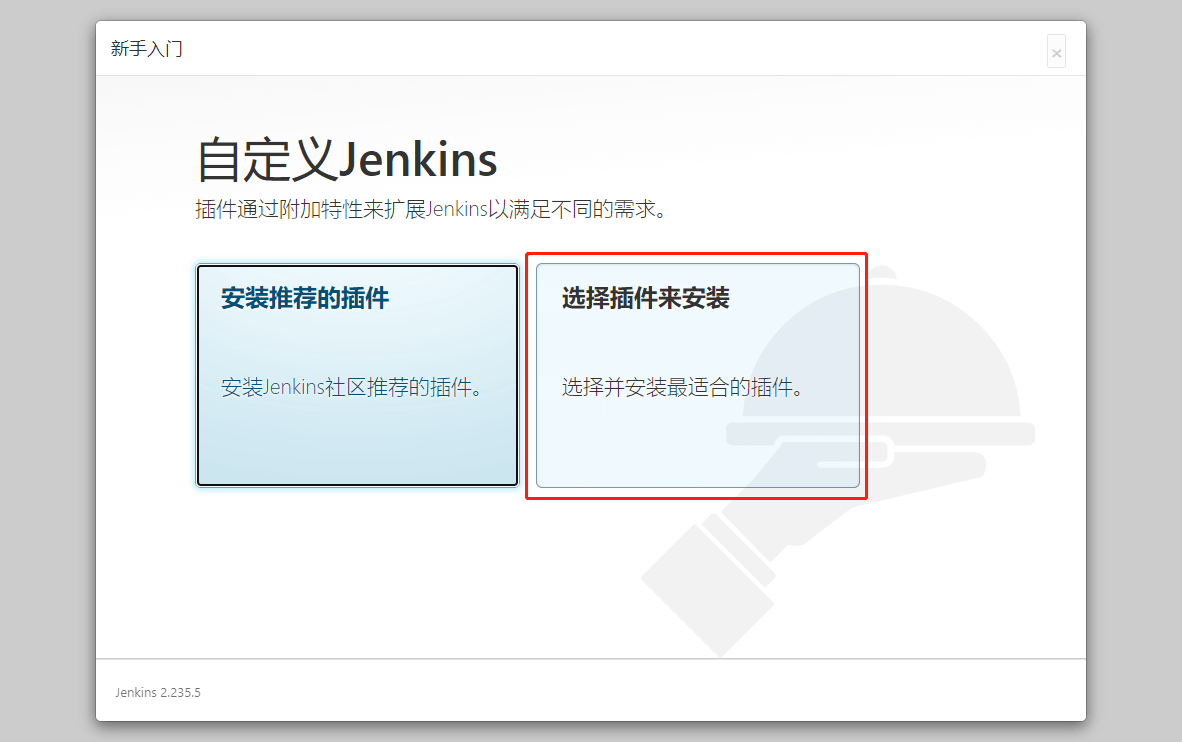 新手入门
×
自定义Jenkins
插件通过附加特性来扩展Jenkins以满足不同的需求。
安装推荐的插件
安装Jenkins社区推荐的插件。
选择插件来安装
选择并安装最适合的插件。
Jenkins 2.235.5